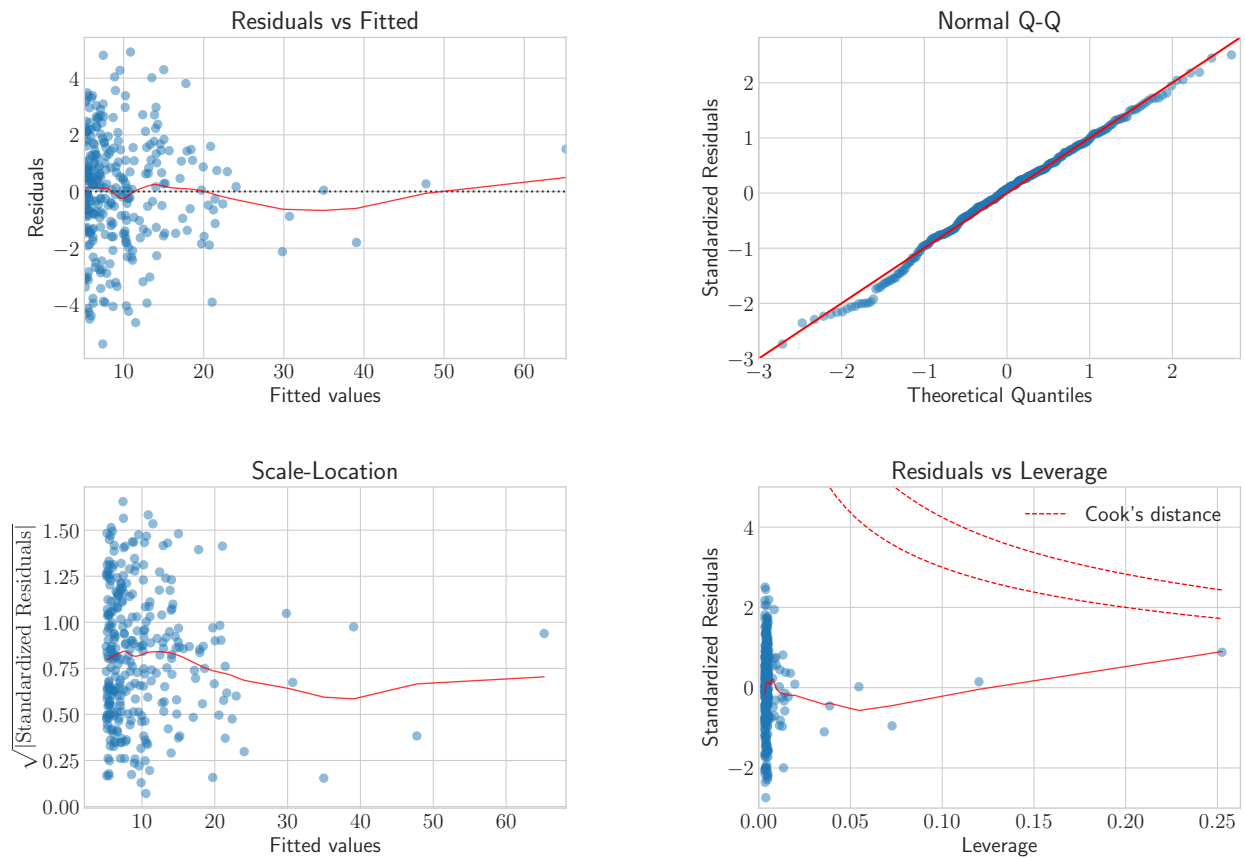 Residuals vs Fitted
Residuals
4
2
0
−2
−4
10 20 30 40 50 60
Fitted values
Normal Q-Q
Standardized Residuals
2
1
0
−1
−2
−3
−3 −2 −1 0 1 2
Theoretical Quantiles
Scale-Location
√|Standardized Residuals|
1.50
1.25
1.00
0.75
0.50
0.25
0.00
10 20 30 40 50 60
Fitted values
Residuals vs Leverage
Cook's distance
Standardized Residuals
4
2
0
−2
0.00 0.05 0.10 0.15 0.20 0.25
Leverage